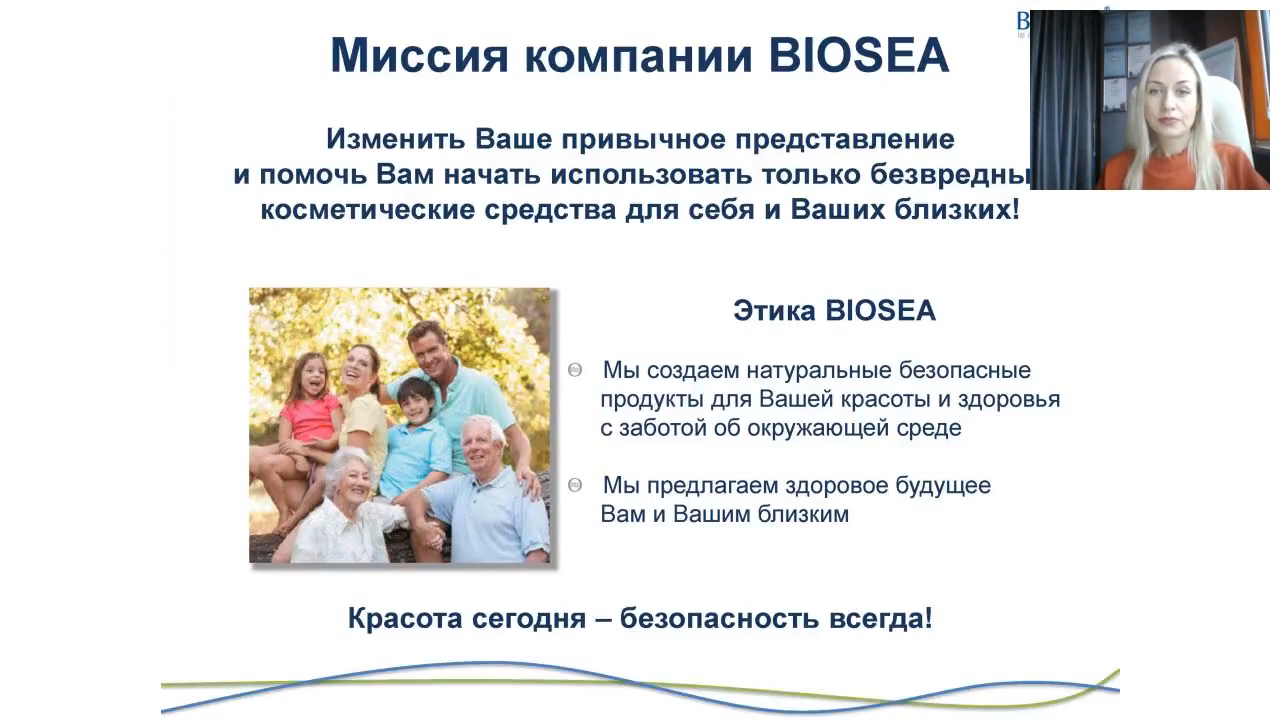 Миссия компании BIOSEA
Изменить Ваше привычное представление
и помочь Вам начать использовать только
косметические средства для себя и Ваших близких!
Этика BIOSEA
Мы создаем натуральные безопасные
продукты для Вашей красоты и здоровья
с заботой об окружающей среде
Мы предлагаем здоровое будущее
Вам и Вашим близким
Красота сегодня – безопасность всегда!